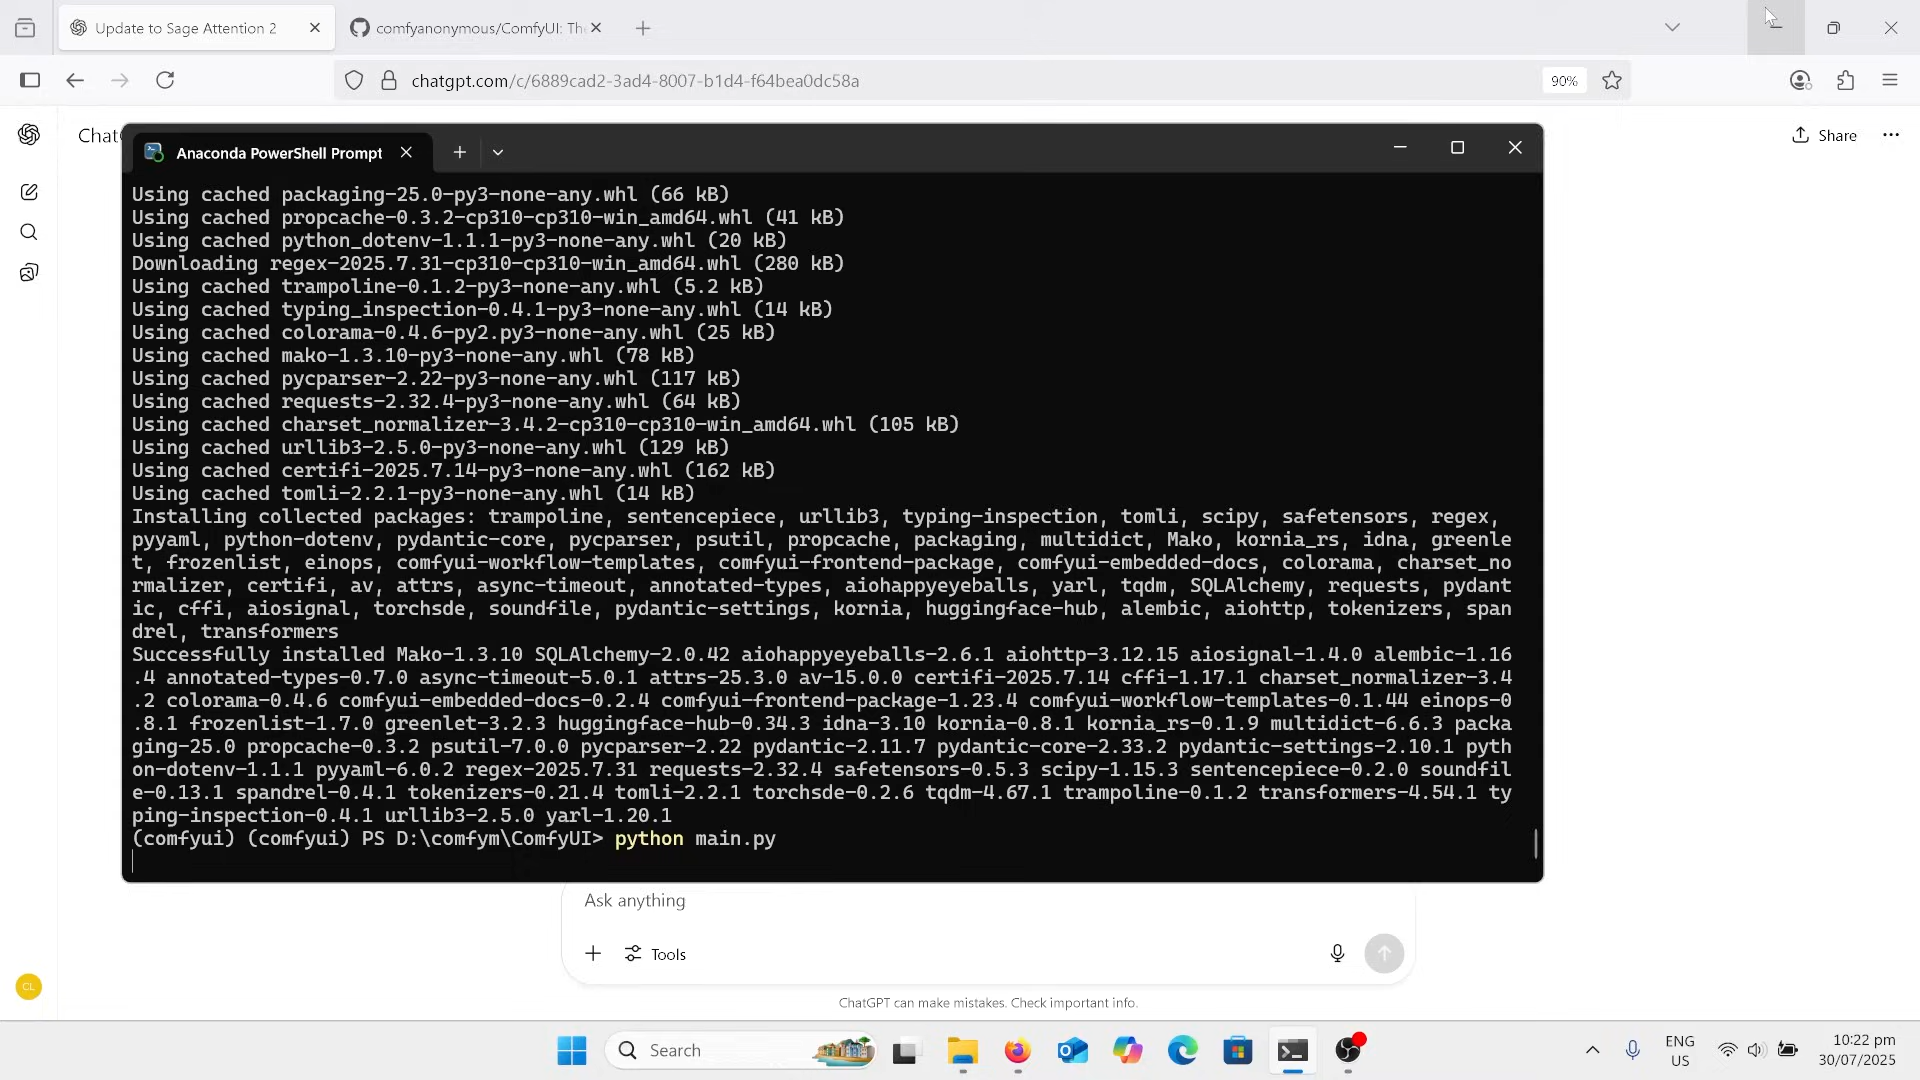 Update to Sage Attention 2
comfyanonymous/ComfyUI: Th
chatgpt.com/c/6889cad2-3ad4-8007-b1d4-f64bea0dc58a
90%
Chat
Share
Anaconda PowerShell Prompt
Using cached packaging-25.0-py3-none-any.whl (66 kB)
Using cached propcache-0.3.2-cp310-cp310-win_amd64.whl (41 kB)
Using cached python_dotenv-1.1.1-py3-none-any.whl (20 kB)
Downloading regex-2025.7.31-cp310-cp310-win_amd64.whl (280 kB)
Using cached trampoline-0.1.2-py3-none-any.whl (5.2 kB)
Using cached typing_inspection-0.4.1-py3-none-any.whl (14 kB)
Using cached colorama-0.4.6-py2.py3-none-any.whl (25 kB)
Using cached mako-1.3.10-py3-none-any.whl (78 kB)
Using cached pycparser-2.22-py3-none-any.whl (117 kB)
Using cached requests-2.32.4-py3-none-any.whl (64 kB)
Using cached charset_normalizer-3.4.2-cp310-cp310-win_amd64.whl (105 kB)
Using cached urllib3-2.5.0-py3-none-any.whl (129 kB)
Using cached certifi-2025.7.14-py3-none-any.whl (162 kB)
Using cached tomli-2.2.1-py3-none-any.whl (14 kB)
Installing collected packages: trampoline, sentencepiece, urllib3, typing-inspection, tomli, scipy, safetensors, regex,
pyyaml, python-dotenv, pydantic-core, pycparser, psutil, propcache, packaging, multidict, Mako, kornia_rs, idna, greenle
t, frozenlist, einops, comfyui-workflow-templates, comfyui-frontend-package, comfyui-embedded-docs, colorama, charset_no
rmalizer, certifi, av, attrs, async-timeout, annotated-types, aiohappyeyeballs, yarl, tqdm, SQLAlchemy, requests, pydant
ic, cffi, aiosignal, torchsde, soundfile, pydantic-settings, kornia, huggingface-hub, alembic, aiohttp, tokenizers, span
drel, transformers
Successfully installed Mako-1.3.10 SQLAlchemy-2.0.42 aiohappyeyeballs-2.6.1 aiohttp-3.12.15 aiosignal-1.4.0 alembic-1.16
.4 annotated-types-0.7.0 async-timeout-5.0.1 attrs-25.3.0 av-15.0.0 certifi-2025.7.14 cffi-1.17.1 charset_normalizer-3.4
.2 colorama-0.4.6 comfyui-embedded-docs-0.2.4 comfyui-frontend-package-1.23.4 comfyui-workflow-templates-0.1.44 einops-0
.8.1 frozenlist-1.7.0 greenlet-3.2.3 huggingface-hub-0.34.3 idna-3.10 kornia-0.8.1 kornia_rs-0.1.9 multidict-6.6.3 packa
ging-25.0 propcache-0.3.2 psutil-7.0.0 pycparser-2.22 pydantic-2.11.7 pydantic-core-2.33.2 pydantic-settings-2.10.1 pyth
on-dotenv-1.1.1 pyyaml-6.0.2 regex-2025.7.31 requests-2.32.4 safetensors-0.5.3 scipy-1.15.3 sentencepiece-0.2.0 soundfil
e-0.13.1 spandrel-0.4.1 tokenizers-0.21.4 tomli-2.2.1 torchsde-0.2.6 tqdm-4.67.1 trampoline-0.1.2 transformers-4.54.1 ty
ping-inspection-0.4.1 urllib3-2.5.0 yarl-1.20.1
(comfyui) (comfyui) PS D:\comfym\ComfyUI> python main.py
Ask anything
Tools
CL
ChatGPT can make mistakes. Check important info.
Search
ENG
US
10:22 pm
30/07/2025